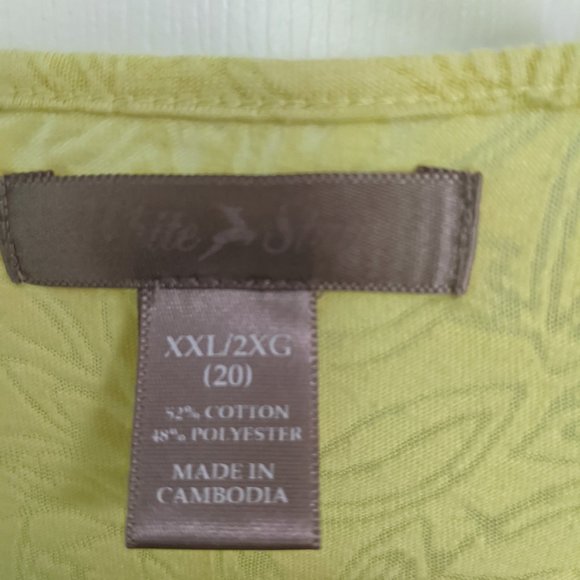 XXL/2XG
(20)
52% COTTON
48% POLYESTER
MADE IN
CAMBODIA